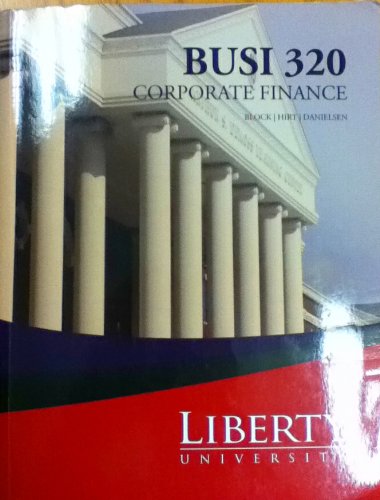 BUSI 320
CORPORATE FINANCE
BLOCK | HIRT | DANIELSEN
LIBERTY
UNIVERSITY